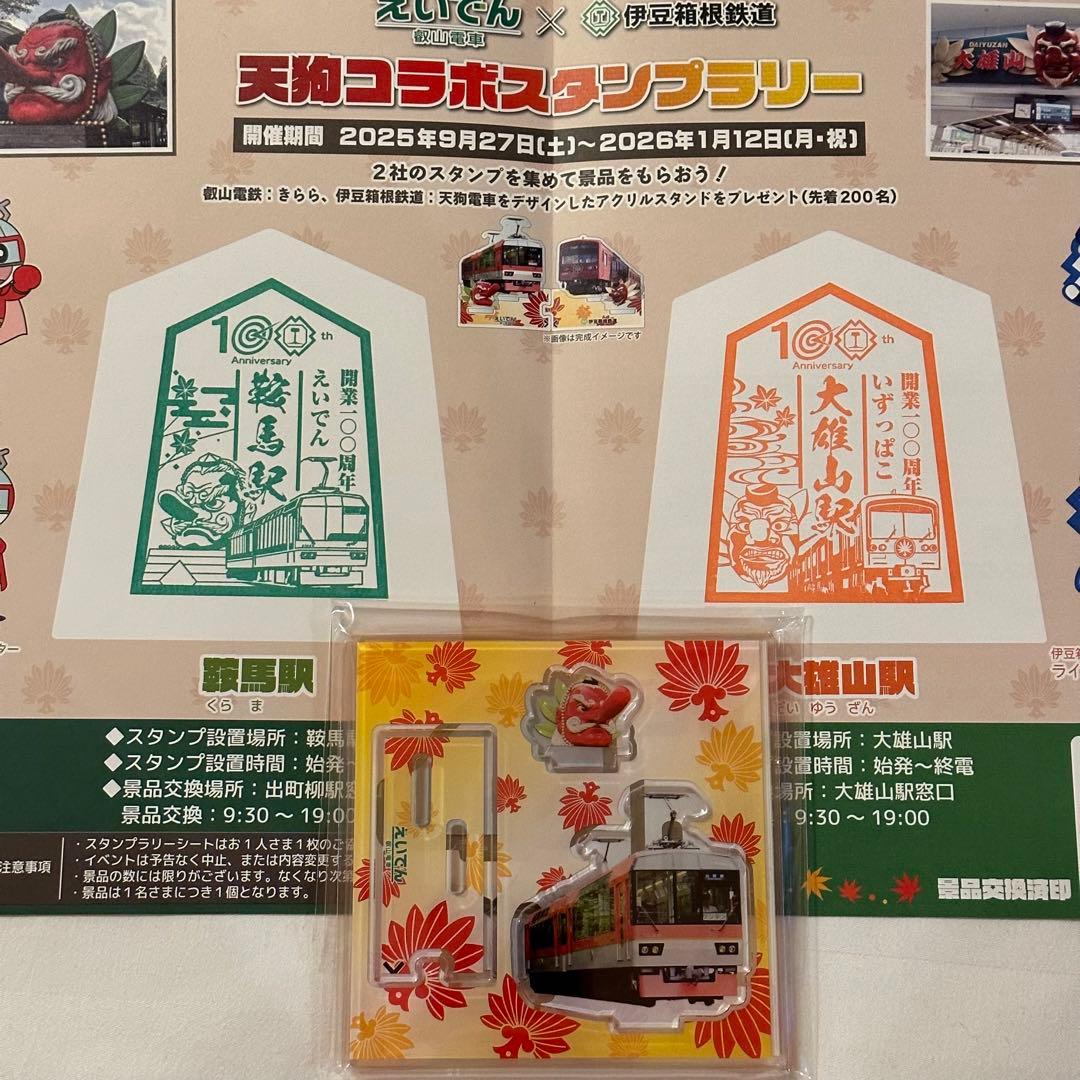 えいでん
叡山電車
×
伊豆箱根鉄道
DAIYUZAN
大雄山
天狗コラボスタンプラリー
開催期間 2025年9月27日(土)~2026年1月12日(月・祝)
2社のスタンプを集めて景品をもらおう!
叡山電鉄:きらら、伊豆箱根鉄道:天狗電車をデザインしたアクリルスタンドをプレゼント(先着200名)
※画像は完成イメージです
100th
Anniversary
開業一〇〇周年
えいでん
鞍馬駅
100th
Anniversary
開業一〇〇周年
いずっぱこ
大雄山駅
ター
鞍馬駅
くら ま
大雄山駅
だい ゆう ざん
伊豆箱
ライ
◆スタンプ設置場所:鞍馬
◆スタンプ設置時間:始発~
◆景品交換場所:出町柳駅窓
景品交換:9:30~19:00
設置場所:大雄山駅
設置時間:始発~終電
場所:大雄山駅窓口
9:30~19:00
注意事項
・スタンプラリーシートはお1人さま1枚のご
・イベントは予告なく中止、または内容変更する
・景品の数には限りがございます。なくなり次第
・景品は1名さまにつき1個となります。
景品交換済印
えいでん
叡山電車